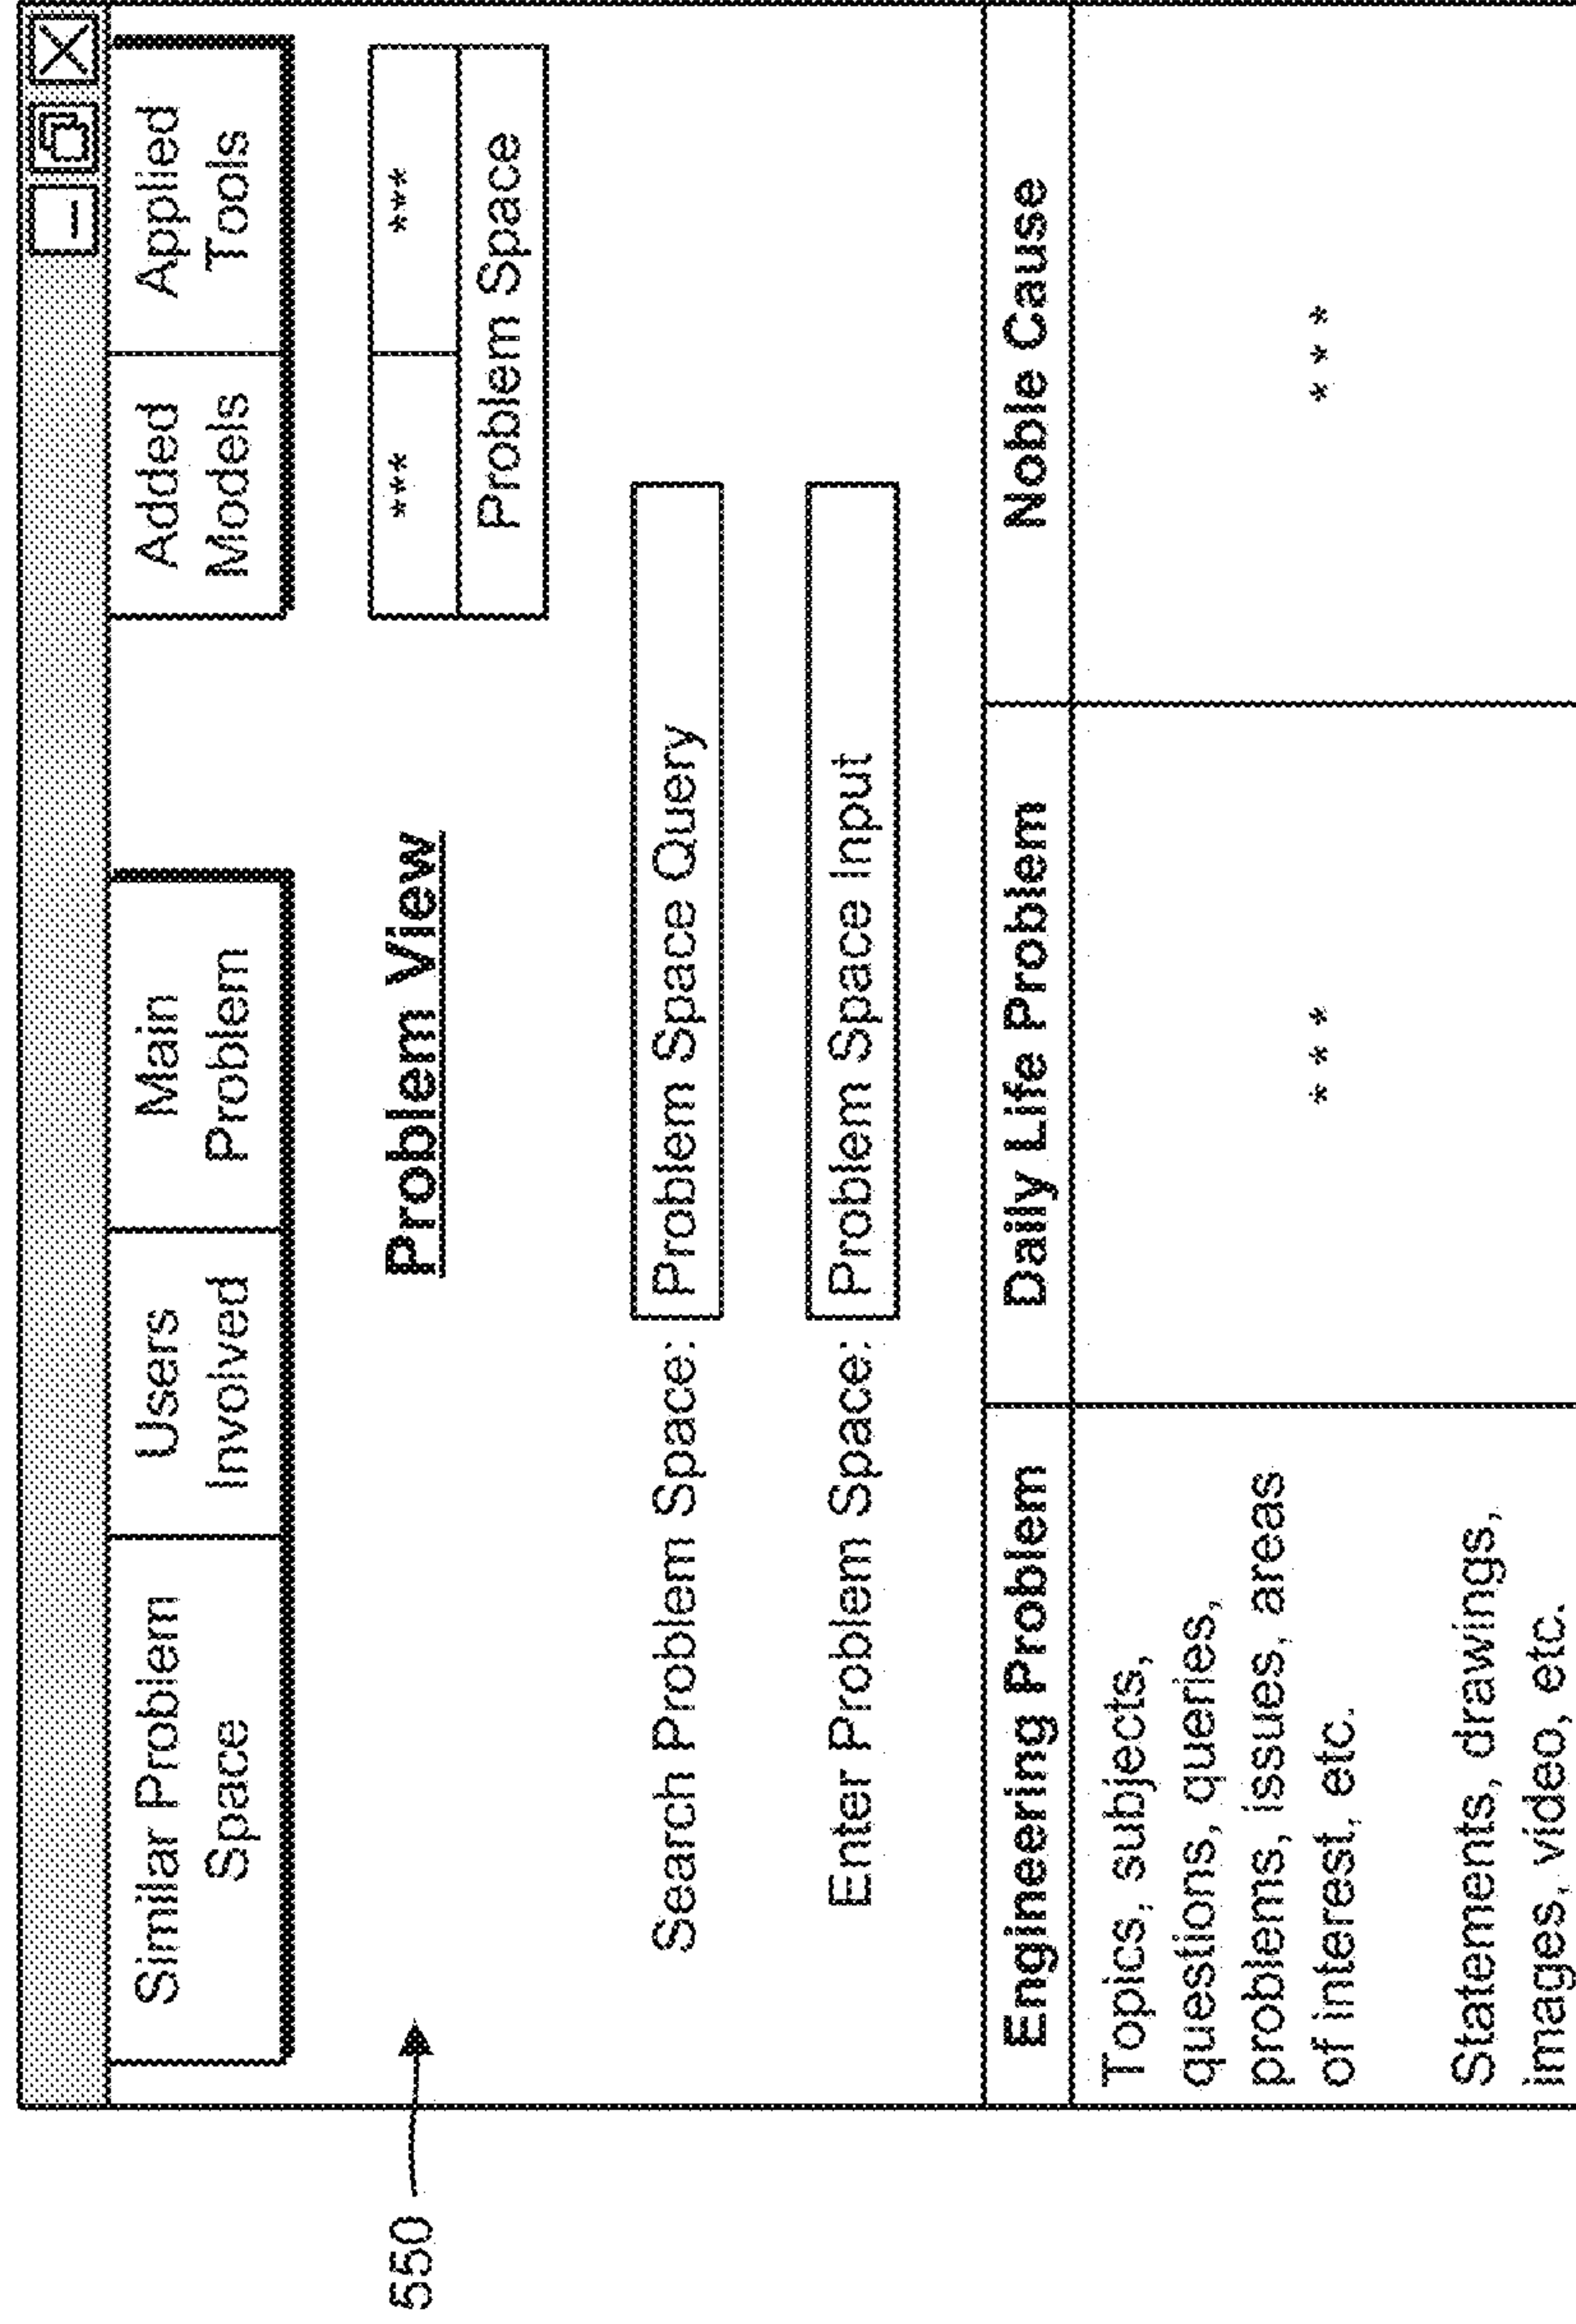 Similar Problem
Space
Users
Involved
Main
Problem
Added
Models
Applied
Tools
550
Problem View
***
***
Problem Space
Search Problem Space:
Problem Space Query
Enter Problem Space:
Problem Space Input
Engineering Problem
Daily Life Problem
Noble Cause
Topics, subjects,
questions, queries,
problems, issues, areas
of interest, etc.
Statements, drawings,
images, video, etc.
***
***